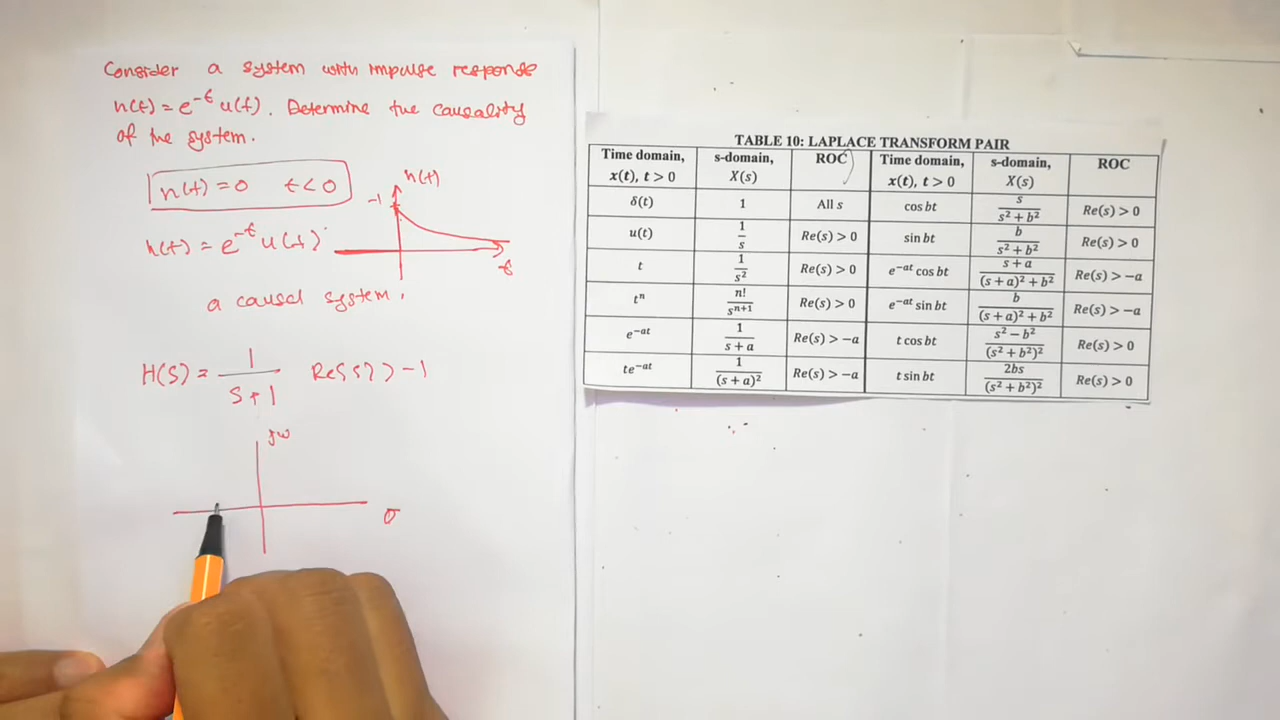 Consider a system with impulse response
h(t) = e^{-t} u(t). Determine the causality
of the system.
h(t) = 0 t < 0
h(t)
1
h(t) = e^{-t} u(t)
t
a causal system.
H(s) = 1/(s+1) Re{s} > -1
jω
σ
TABLE 10: LAPLACE TRANSFORM PAIR
Time domain, x(t), t > 0 s-domain, X(s) ROC Time domain, x(t), t > 0 s-domain, X(s) ROC
δ(t) 1 All s cos bt s/(s² + b²) Re(s) > 0
u(t) 1/s Re(s) > 0 sin bt b/(s² + b²) Re(s) > 0
t 1/s² Re(s) > 0 e^{-at} cos bt (s + a)/((s + a)² + b²) Re(s) > -a
tⁿ n!/s^{n+1} Re(s) > 0 e^{-at} sin bt b/((s + a)² + b²) Re(s) > -a
e^{-at} 1/(s + a) Re(s) > -a t cos bt (s² - b²)/(s² + b²)² Re(s) > 0
te^{-at} 1/(s + a)² Re(s) > -a t sin bt 2bs/(s² + b²)² Re(s) > 0